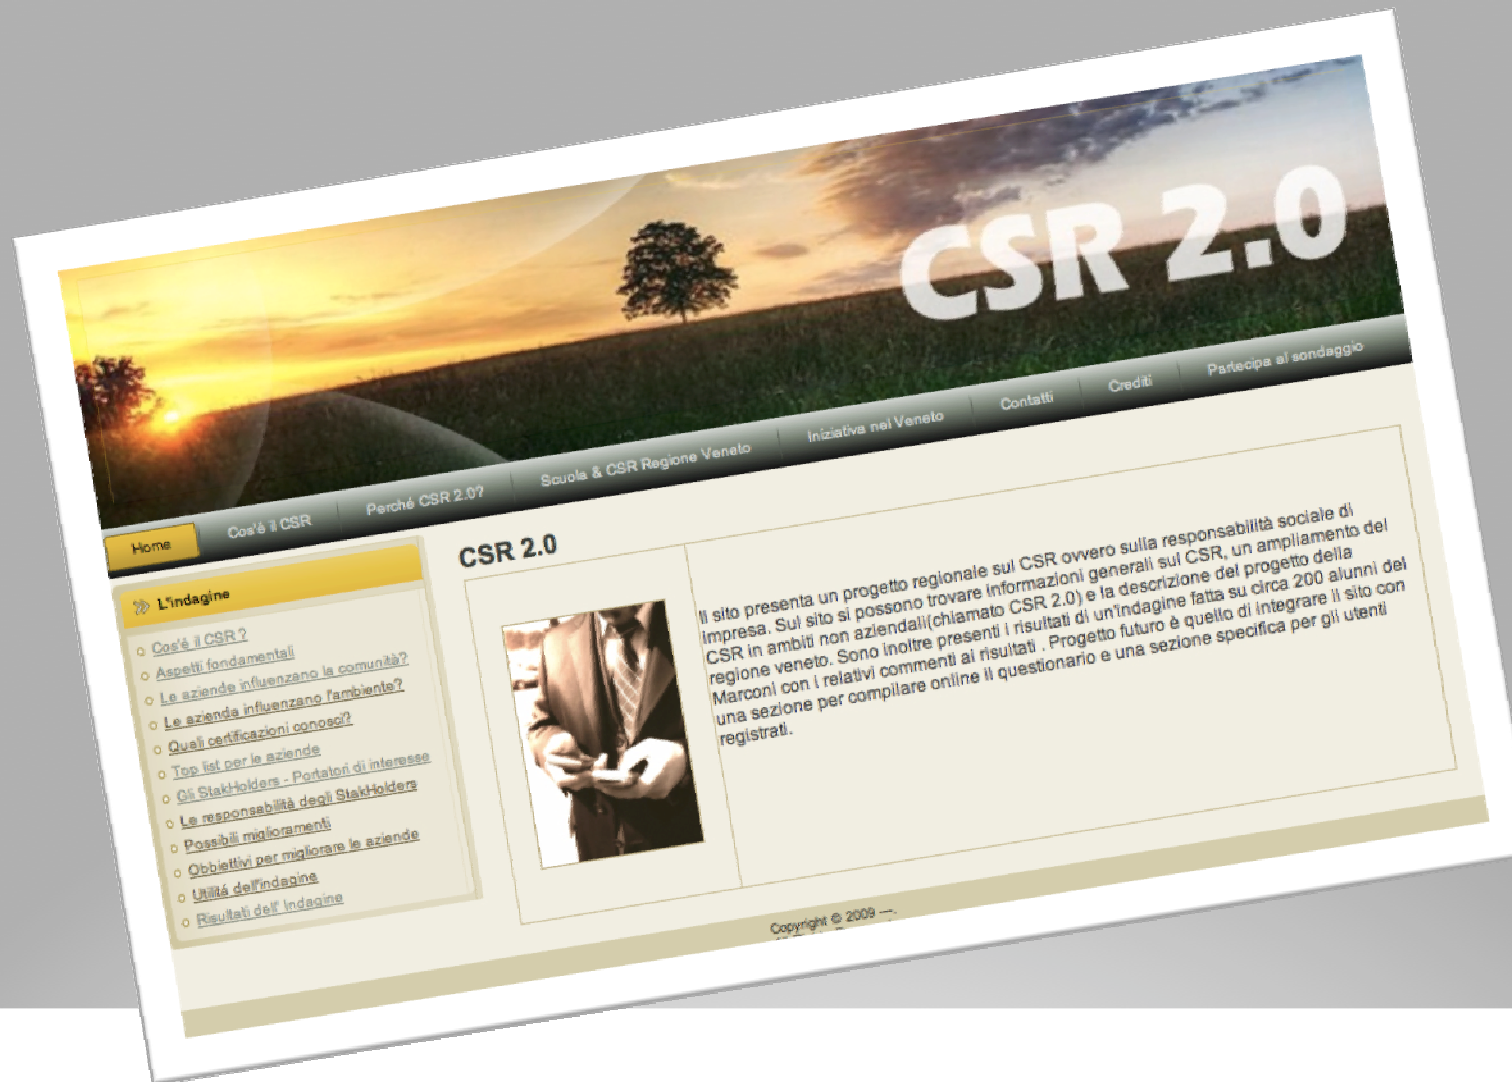 CSR 2.0
Home
Cos'è il CSR
Perché CSR 2.0?
Scuola & CSR Regione Veneto
Iniziativa nel Veneto
Contatti
Crediti
Partecipa al sondaggio
L'indagine
Cos'è il CSR ?
Aspetti fondamentali
Le aziende influenzano la comunità?
Le azienda influenzano l'ambiente?
Quali certificazioni conosci?
Top list per le aziende
Gli StakHolders - Portatori di interesse
Le responsabilità degli StakHolders
Possibili miglioramenti
Obbiettivi per migliorare le aziende
Utilità dell'indagine
Risultati dell' Indagine
CSR 2.0
Il sito presenta un progetto regionale sul CSR ovvero sulla responsabilità sociale di
impresa. Sul sito si possono trovare informazioni generali sul CSR, un ampliamento del
CSR in ambiti non aziendali(chiamato CSR 2.0) e la descrizione del progetto della
regione veneto. Sono inoltre presenti i risultati di un'indagine fatta su circa 200 alunni del
Marconi con i relativi commenti ai risultati . Progetto futuro è quello di integrare il sito con
una sezione per compilare online il questionario e una sezione specifica per gli utenti
registrati.
Copyright © 2009 ---.